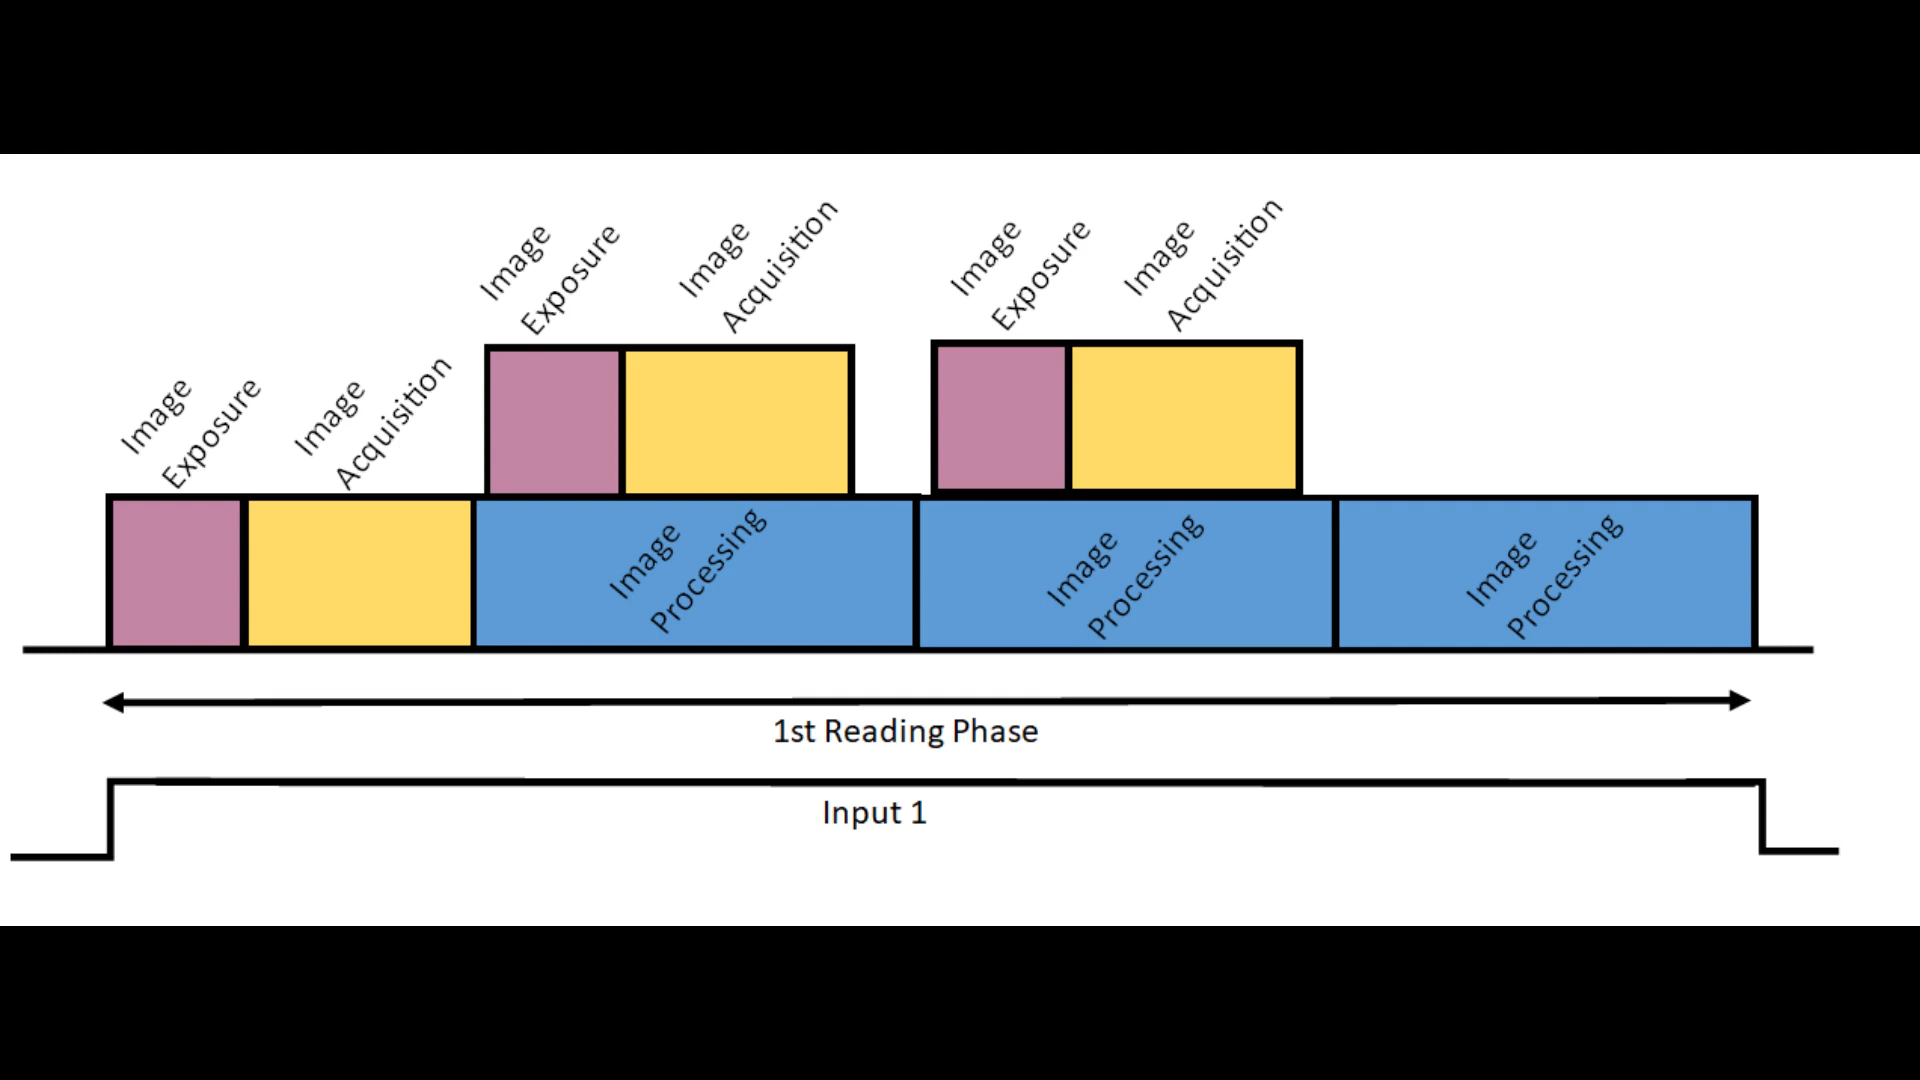 Image
Exposure
Image
Acquisition
Image
Exposure
Image
Acquisition
Image
Exposure
Image
Acquisition
Image
Processing
Image
Processing
Image
Processing
1st Reading Phase
Input 1